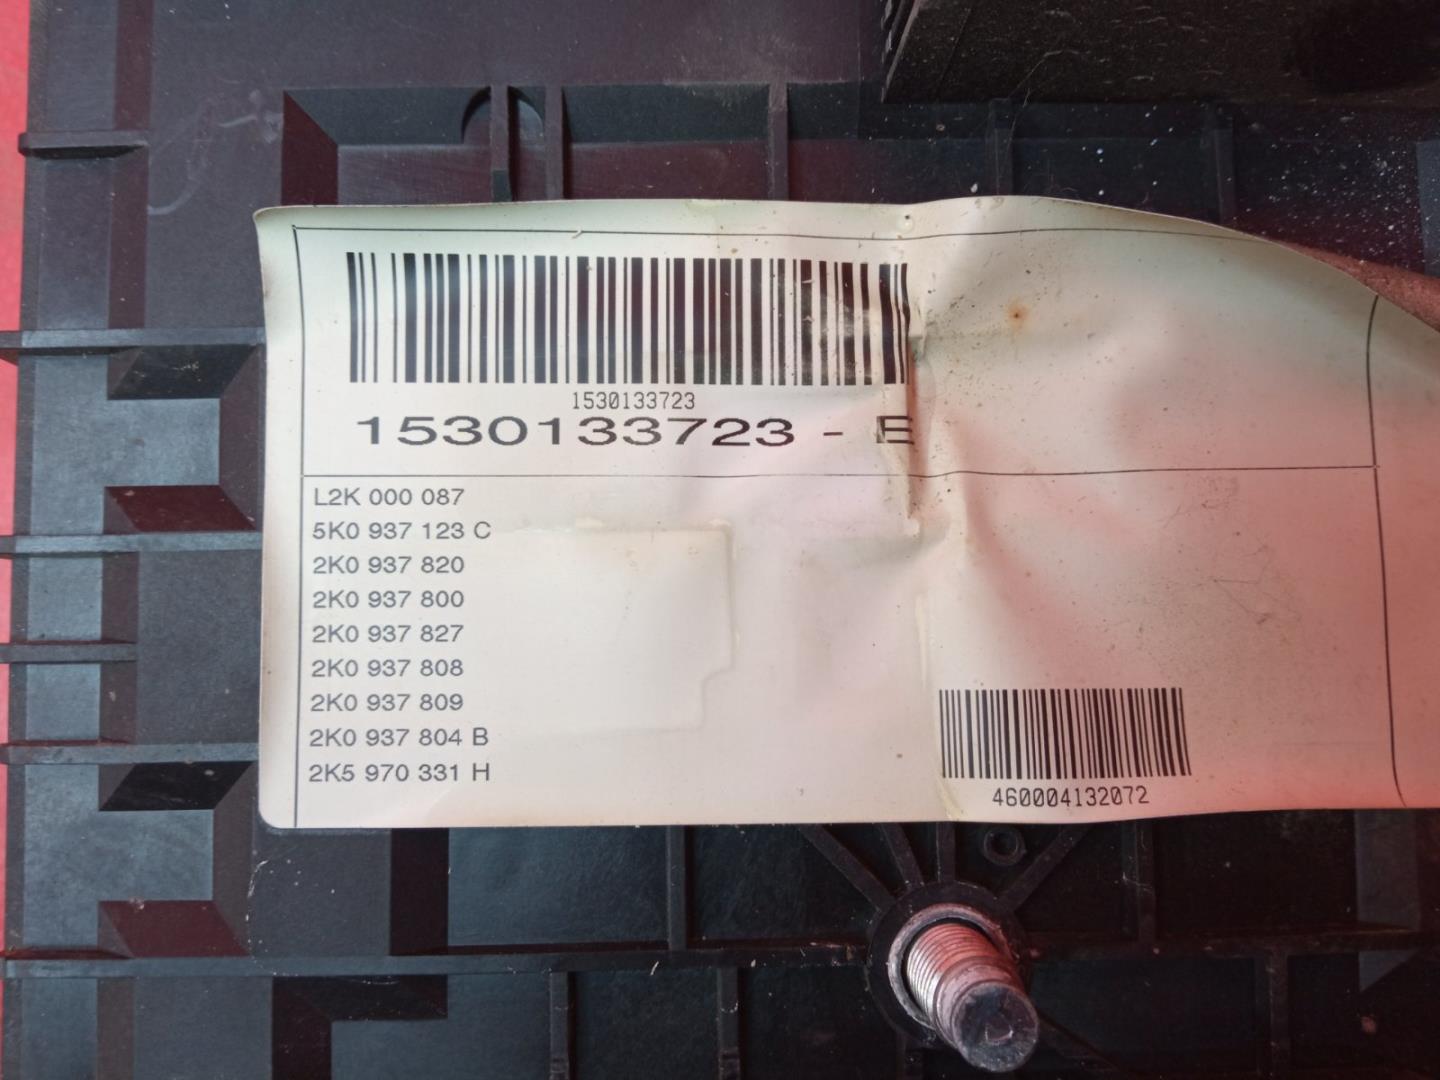 1530133723
1530133723 - E
L2K 000 087
5K0 937 123 C
2K0 937 820
2K0 937 800
2K0 937 827
2K0 937 808
2K0 937 809
2K0 937 804 B
2K5 970 331 H
460004132072